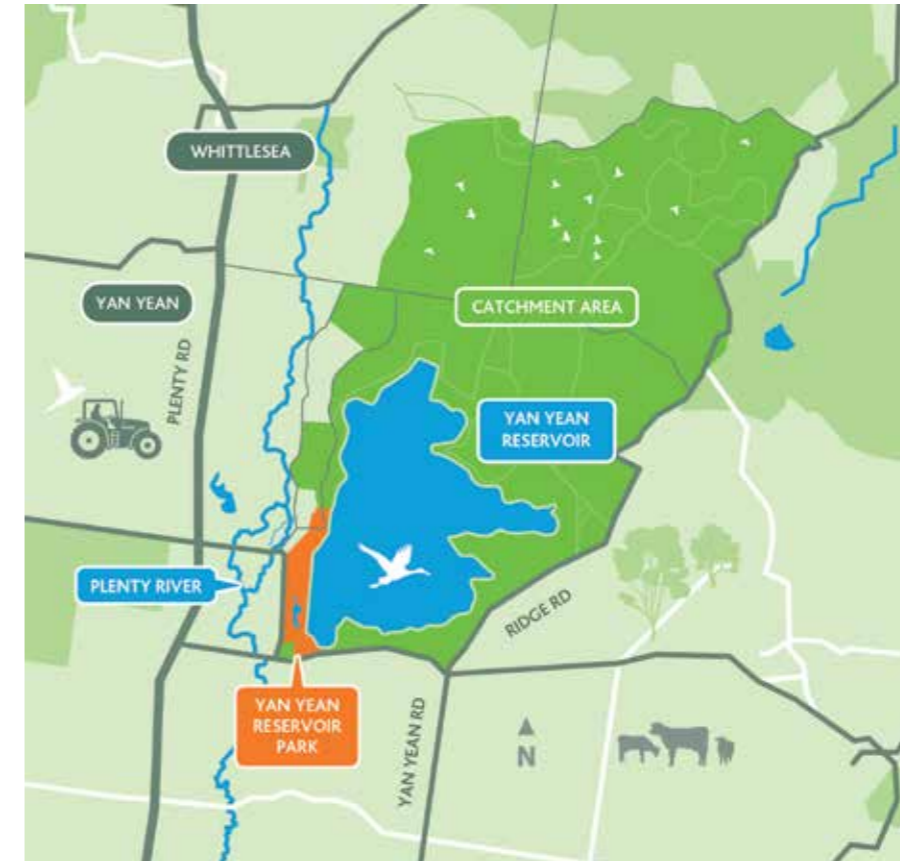 WHITTLESEA
YAN YEAN
PLENTY RD
CATCHMENT AREA
YAN YEAN
RESERVOIR
PLENTY RIVER
RIDGE RD
YAN YEAN
RESERVOIR
PARK
YAN YEAN RD
N